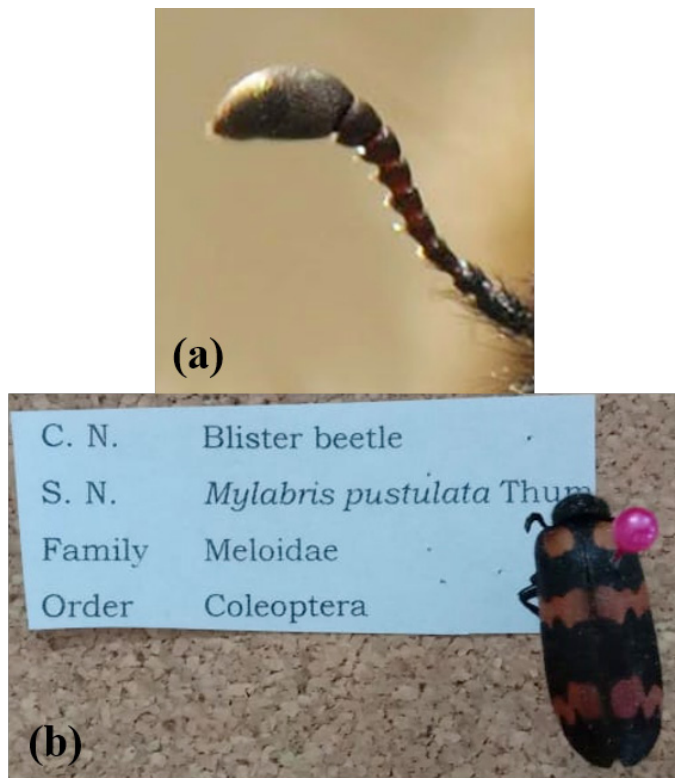 (a)
C. N. Blister beetle
S. N. Mylabris pustulata Thum
Family Meloidae
Order Coleoptera
(b)